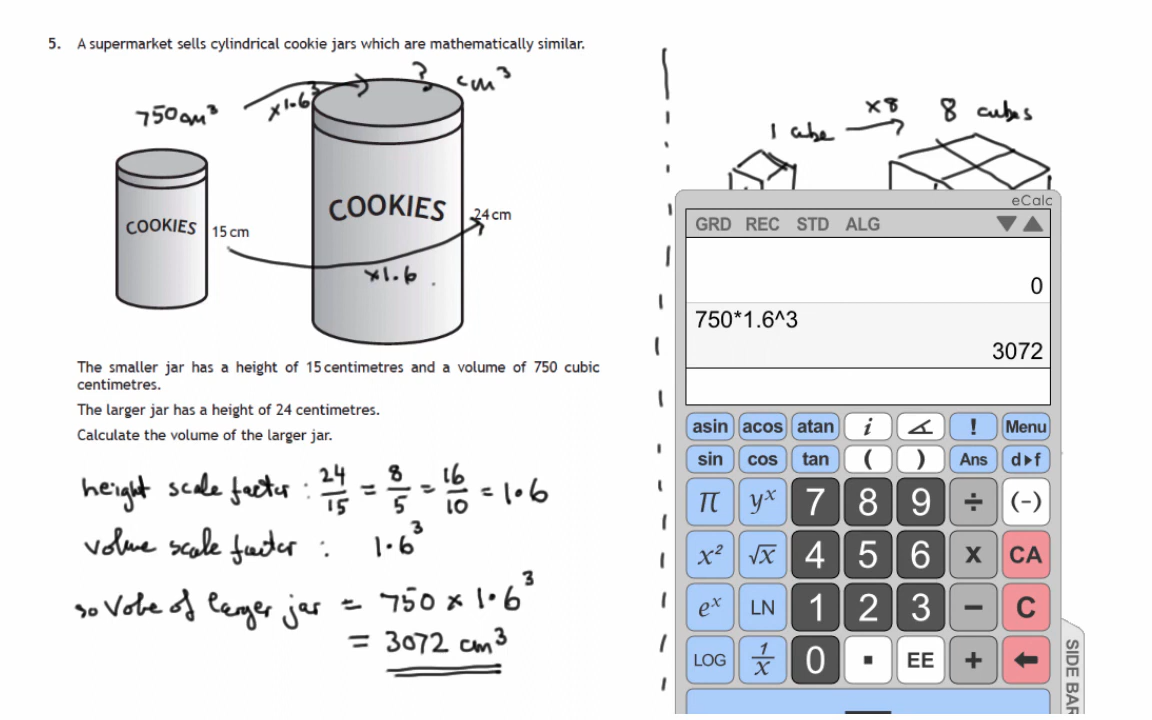 5. A supermarket sells cylindrical cookie jars which are mathematically similar.
750 cm³
×1.6³
? cm³
COOKIES
15 cm
COOKIES
24 cm
×1.6
The smaller jar has a height of 15 centimetres and a volume of 750 cubic
centimetres.
The larger jar has a height of 24 centimetres.
Calculate the volume of the larger jar.
height scale factor : 24/15 = 8/5 = 16/10 = 1.6
volume scale factor : 1.6³
so Vol of larger jar = 750 × 1.6³
= 3072 cm³
1 cube
×8
8 cubes
eCalc
GRD REC STD ALG
0
750*1.6^3
3072
asin acos atan i ∠ ! Menu
sin cos tan ( ) Ans d▸f
π yˣ 7 8 9 ÷ (-)
x² √x 4 5 6 X CA
eˣ LN 1 2 3 − C
LOG 1/X 0 . EE + ←
SIDE BAR